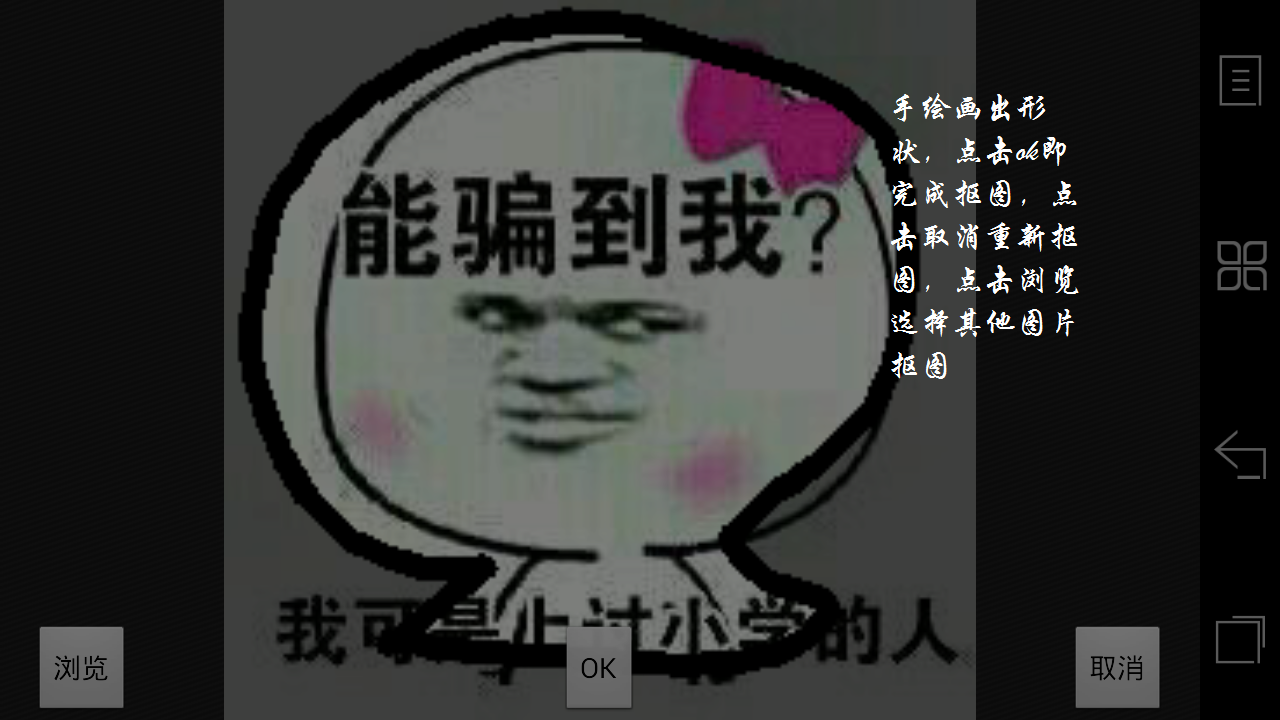 能骗到我?
手绘画出形
状，点击ok即
完成抠图，点
击取消重新抠
图，点击浏览
选择其他图片
抠图
我可是上过小学的人
浏览
OK
取消